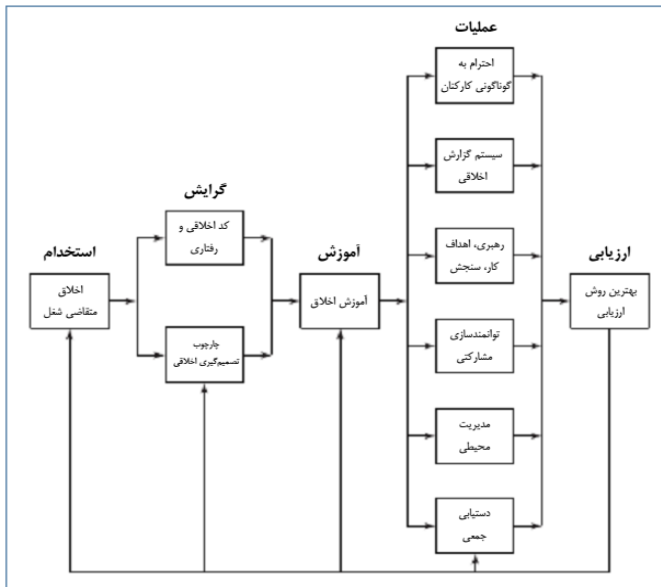 عملیات
احترام به
گوناگونی کارکنان
سیستم گزارش
اخلاقی
گرایش
کد اخلاقی و
رفتاری
استخدام
آموزش
رهبری، اهداف
کار، سنجش
ارزیابی
اخلاق
متقاضی شغل
آموزش اخلاق
بهترین روش
ارزیابی
چارچوب
تصمیم‌گیری اخلاقی
توانمندسازی
مشارکتی
مدیریت
محیطی
دستیابی
جمعی